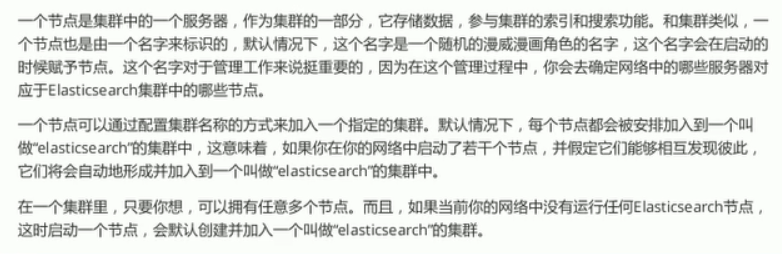 一个节点是集群中的一个服务器，作为集群的一部分，它存储数据，参与集群的索引和搜索功能。和集群类似，一
个节点也是由一个名字来标识的，默认情况下，这个名字是一个随机的漫威漫画角色的名字，这个名字会在启动的
时候赋予节点。这个名字对于管理工作来说挺重要的，因为在这个管理过程中，你会去确定网络中的哪些服务器对
应于Elasticsearch集群中的哪些节点。
一个节点可以通过配置集群名称的方式来加入一个指定的集群。默认情况下，每个节点都会被安排加入到一个叫
做“elasticsearch”的集群中，这意味着，如果你在你的网络中启动了若干个节点，并假定它们能够相互发现彼此，
它们将会自动地形成并加入到一个叫做“elasticsearch”的集群中。
在一个集群里，只要你想，可以拥有任意多个节点。而且，如果当前你的网络中没有运行任何Elasticsearch节点，
这时启动一个节点，会默认创建并加入一个叫做“elasticsearch”的集群。